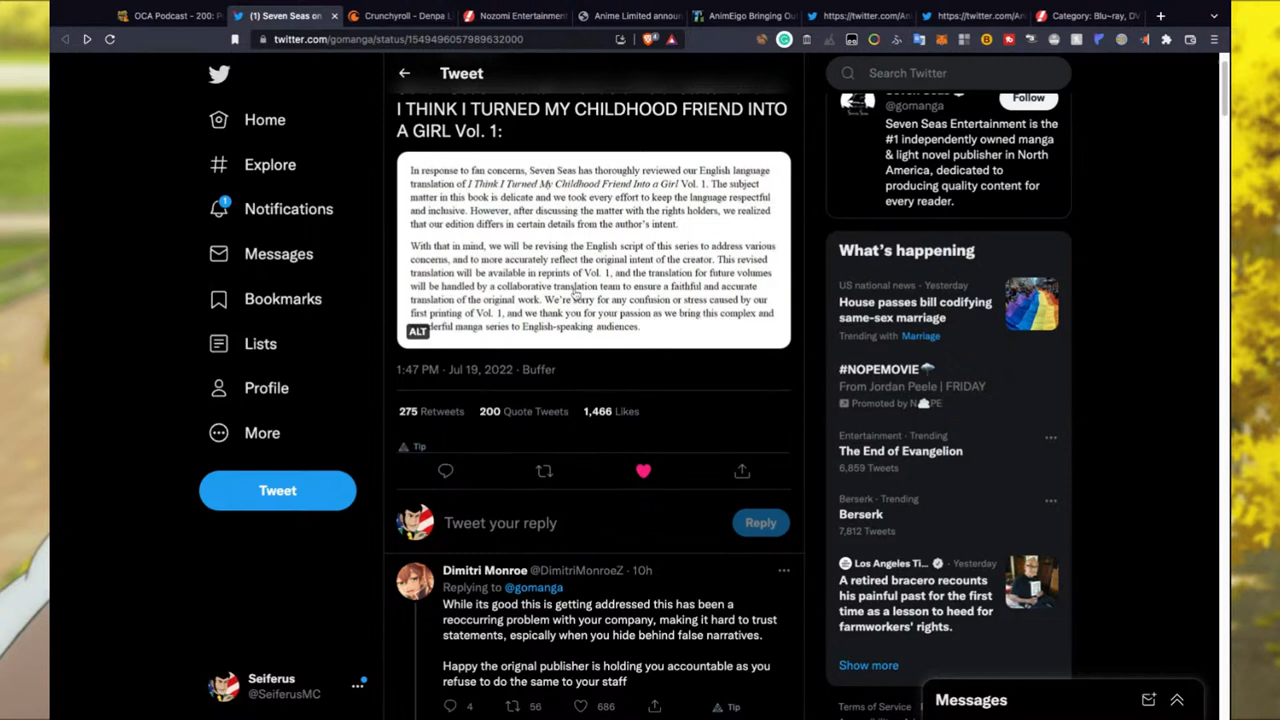 OCA Podcast - 200: P
(1) Seven Seas on
Crunchyroll - Denpa L
Nozomi Entertainment
Anime Limited annou
AnimEigo Bringing Ou
https://twitter.com/An
https://twitter.com/An
Category: Blu-ray, DV
twitter.com/gomanga/status/1549496057989632000
Home
Explore
1
Notifications
Messages
Bookmarks
Lists
Profile
More
Tweet
Seiferus
@SeiferusMC
Tweet
I THINK I TURNED MY CHILDHOOD FRIEND INTO
A GIRL Vol. 1:
In response to fan concerns, Seven Seas has thoroughly reviewed our English language
translation of I Think I Turned My Childhood Friend Into a Girl Vol. 1. The subject
matter in this book is delicate and we took every effort to keep the language respectful
and inclusive. However, after discussing the matter with the rights holders, we realized
that our edition differs in certain details from the author's intent.
With that in mind, we will be revising the English script of this series to address various
concerns, and to more accurately reflect the original intent of the creator. This revised
translation will be available in reprints of Vol. 1, and the translation for future volumes
will be handled by a collaborative translation team to ensure a faithful and accurate
translation of the original work. We're sorry for any confusion or stress caused by our
first printing of Vol. 1, and we thank you for your passion as we bring this complex and
derful manga series to English-speaking audiences.
ALT
1:47 PM · Jul 19, 2022 · Buffer
275 Retweets 200 Quote Tweets 1,466 Likes
Tip
Tweet your reply
Reply
Dimitri Monroe @DimitriMonroeZ · 10h
Replying to @gomanga
While its good this is getting addressed this has been a
reoccurring problem with your company, making it hard to trust
statements, espically when you hide behind false narratives.
Happy the orignal publisher is holding you accountable as you
refuse to do the same to your staff
4 56 686 Tip
Search Twitter
Seven Seas
@gomanga
Follow
Seven Seas Entertainment is the
#1 independently owned manga
& light novel publisher in North
America, dedicated to
producing quality content for
every reader.
What's happening
US national news · Yesterday
House passes bill codifying
same-sex marriage
Trending with Marriage
#NOPEMOVIE
From Jordan Peele | FRIDAY
Promoted by N PE
Entertainment · Trending
The End of Evangelion
6,859 Tweets
Berserk · Trending
Berserk
7,812 Tweets
Los Angeles Ti... · Yesterday
A retired bracero recounts
his painful past for the first
time as a lesson to heed for
farmworkers' rights.
Show more
Terms of Service
Messages